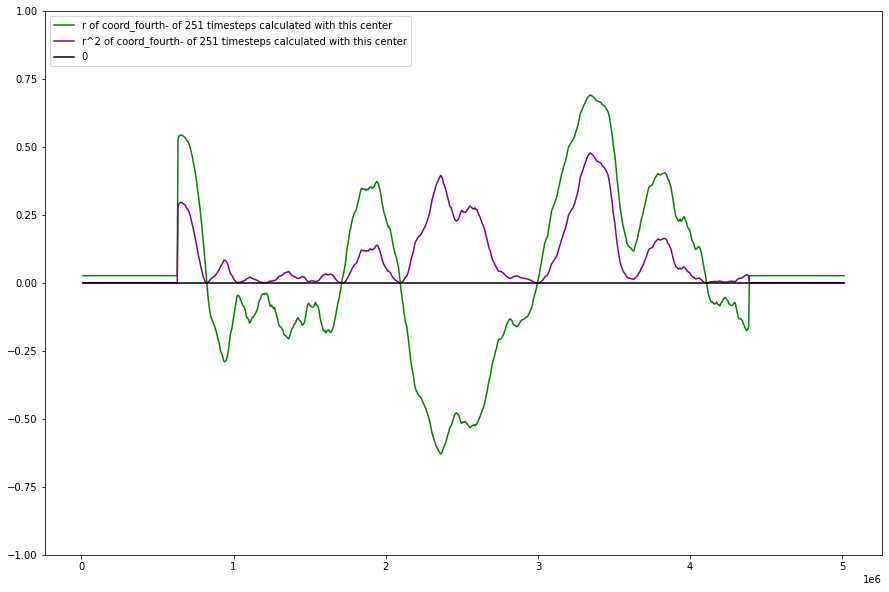 1.00
r of coord_fourth- of 251 timesteps calculated with this center
r^2 of coord_fourth- of 251 timesteps calculated with this center
0
0.75
0.50
0.25
0.00
−0.25
−0.50
−0.75
−1.00
0 1 2 3 4 5
1e6